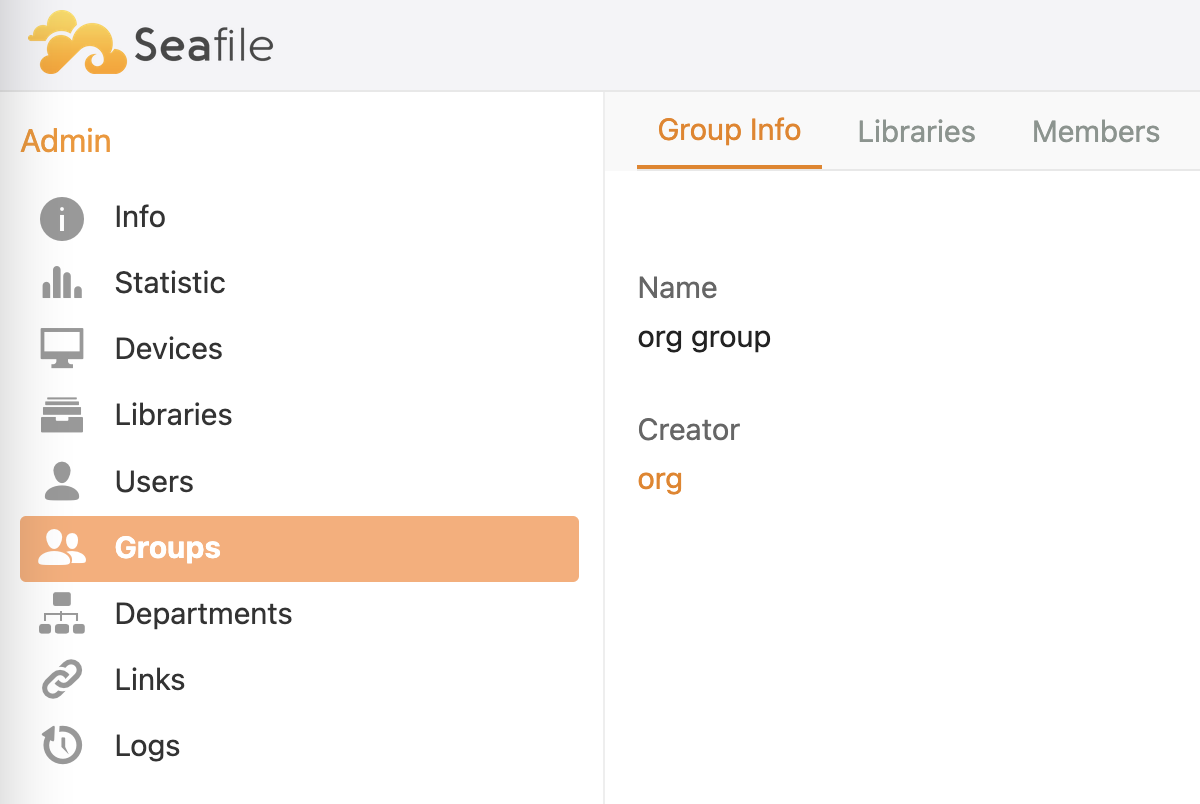 Seafile
Admin
Info
Statistic
Devices
Libraries
Users
Groups
Departments
Links
Logs
Group Info
Libraries
Members
Name
org group
Creator
org